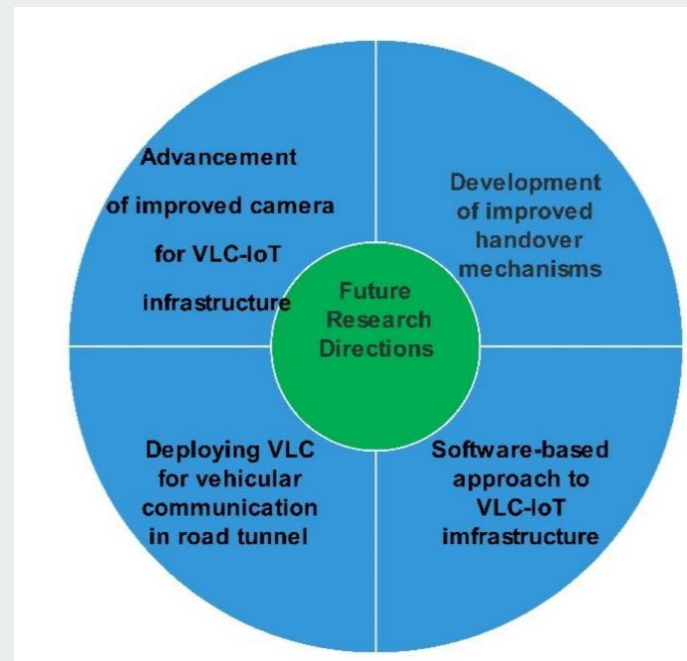 Advancement
of improved camera
for VLC-IoT
infrastructure
Development
of improved
handover
mechanisms
Future
Research
Directions
Deploying VLC
for vehicular
communication
in road tunnel
Software-based
approach to
VLC-IoT
imfrastructure